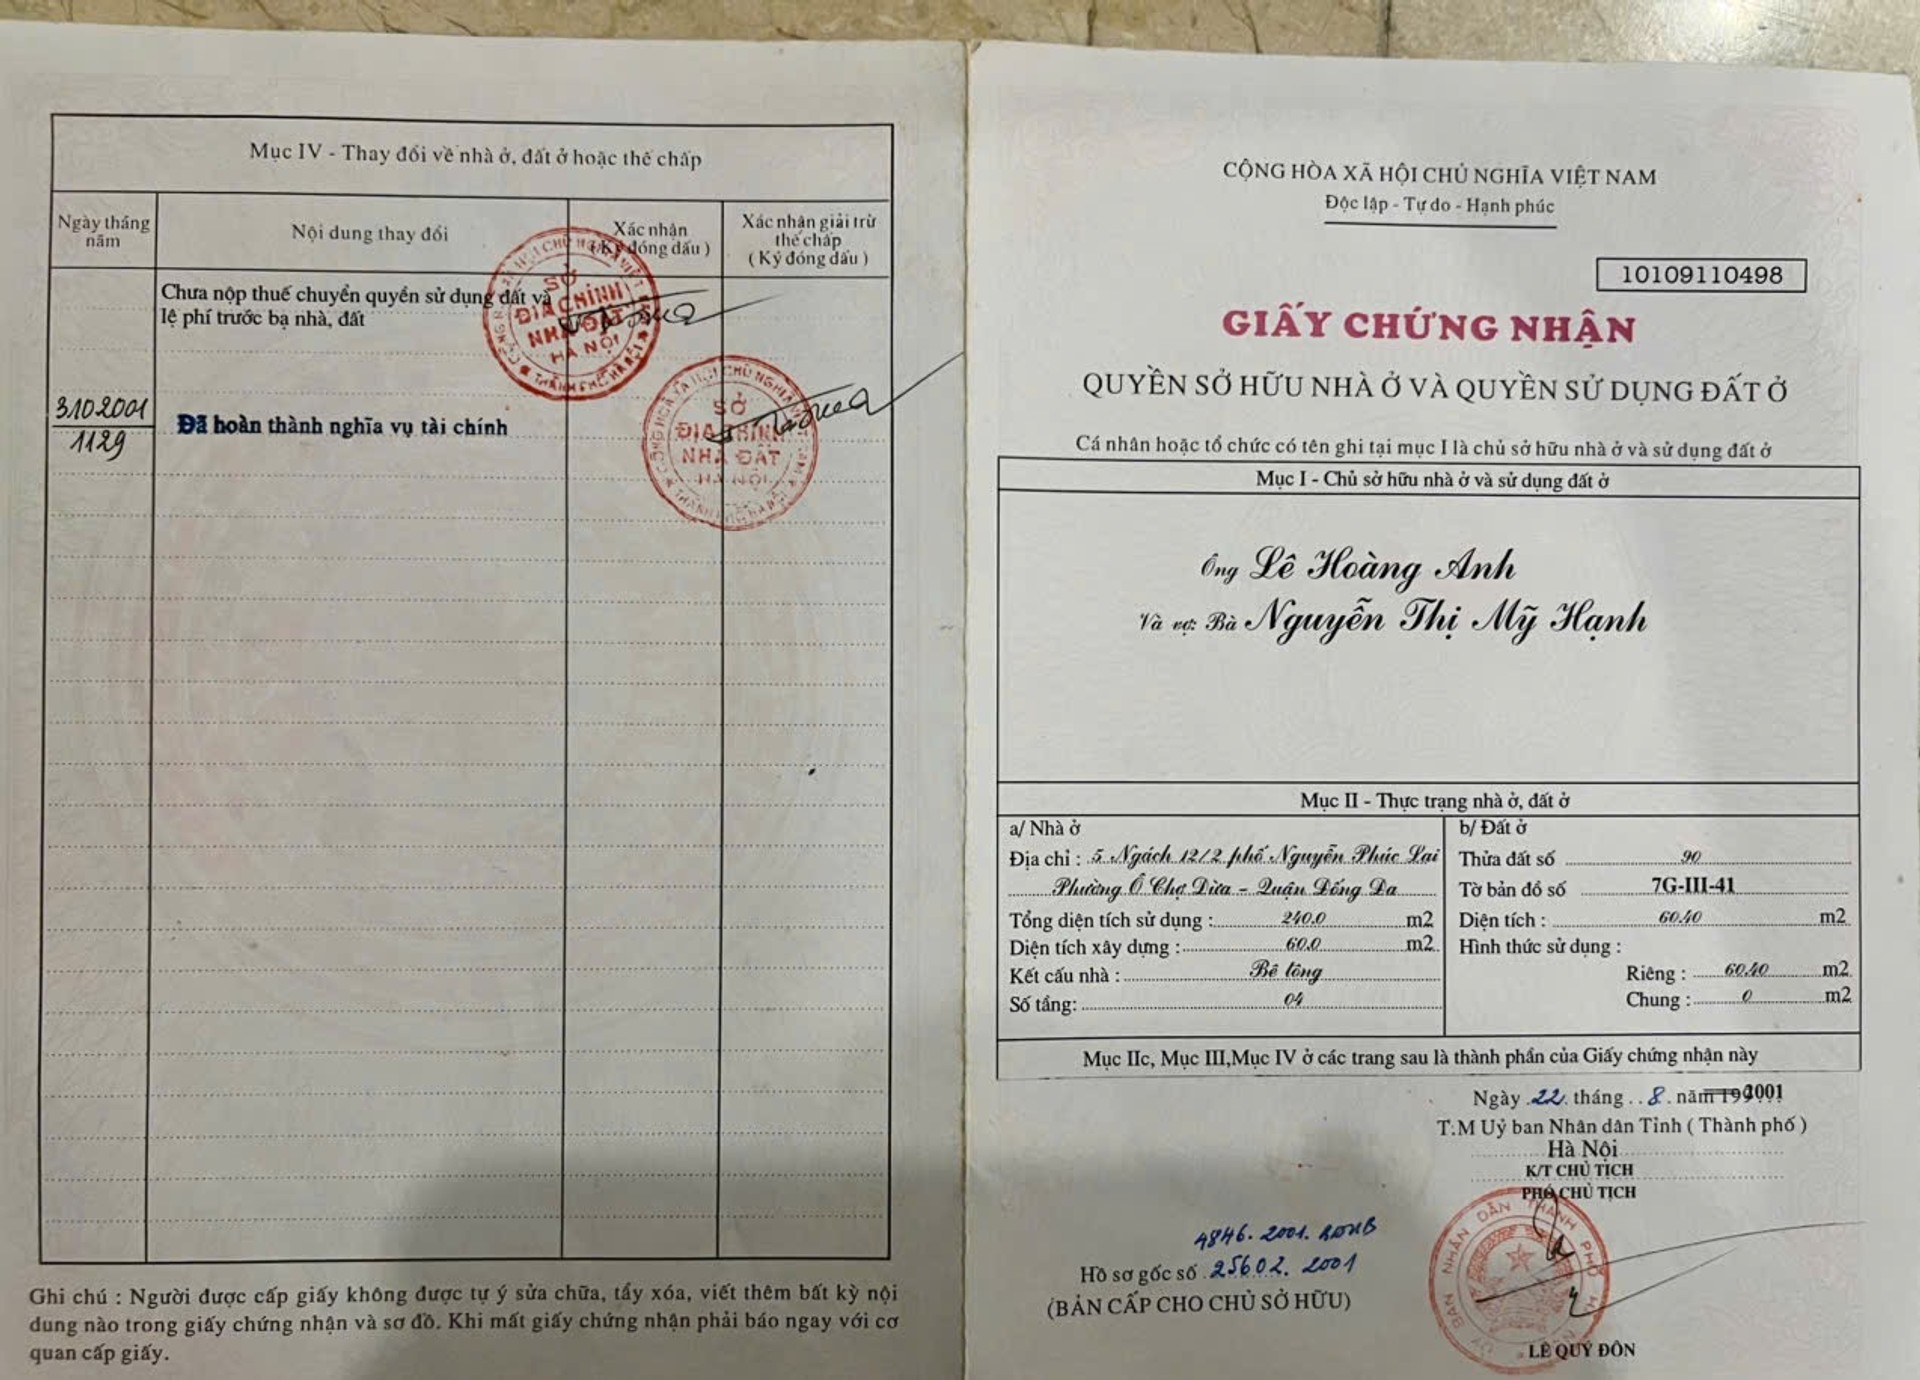 Mục IV - Thay đổi về nhà ở, đất ở hoặc thế chấp
Ngày tháng năm
Nội dung thay đổi
Xác nhận
(Ký đóng dấu)
Xác nhận giải trừ
thế chấp
(Ký đóng dấu)
Chưa nộp thuế chuyển quyền sử dụng đất và
lệ phí trước bạ nhà, đất
SỞ
ĐỊA CHÍNH
NHÀ ĐẤT
HÀ NỘI
3.10.2001
1129
Đã hoàn thành nghĩa vụ tài chính
SỞ
ĐỊA CHÍNH
NHÀ ĐẤT
HÀ NỘI
Ghi chú : Người được cấp giấy không được tự ý sửa chữa, tẩy xóa, viết thêm bất kỳ nội
dung nào trong giấy chứng nhận và sơ đồ. Khi mất giấy chứng nhận phải báo ngay với cơ
quan cấp giấy.
CỘNG HÒA XÃ HỘI CHỦ NGHĨA VIỆT NAM
Độc lập - Tự do - Hạnh phúc
10109110498
GIẤY CHỨNG NHẬN
QUYỀN SỞ HỮU NHÀ Ở VÀ QUYỀN SỬ DỤNG ĐẤT Ở
Cá nhân hoặc tổ chức có tên ghi tại mục I là chủ sở hữu nhà ở và sử dụng đất ở
Mục I - Chủ sở hữu nhà ở và sử dụng đất ở
Ông Lê Hoàng Anh
Và vợ: Bà Nguyễn Thị Mỹ Hạnh
Mục II - Thực trạng nhà ở, đất ở
a/ Nhà ở
Địa chỉ : 5 Ngách 12/2 phố Nguyễn Phúc Lai
Phường Ô Chợ Dừa - Quận Đống Đa
Tổng diện tích sử dụng : 240.0 m2
Diện tích xây dựng : 60.0 m2
Kết cấu nhà : Bê tông
Số tầng: 04
b/ Đất ở
Thửa đất số 90
Tờ bản đồ số 7G-III-41
Diện tích : 60.40 m2
Hình thức sử dụng :
Riêng : 60.40 m2
Chung : 0 m2
Mục IIc, Mục III,Mục IV ở các trang sau là thành phần của Giấy chứng nhận này
Ngày 22 tháng 8 năm 2001
T.M Uỷ ban Nhân dân Tỉnh ( Thành phố )
Hà Nội
K/T CHỦ TỊCH
PHÓ CHỦ TỊCH
4846.2001.
Hồ sơ gốc số 25602.2001
(BẢN CẤP CHO CHỦ SỞ HỮU)
LÊ QUÝ ĐÔN